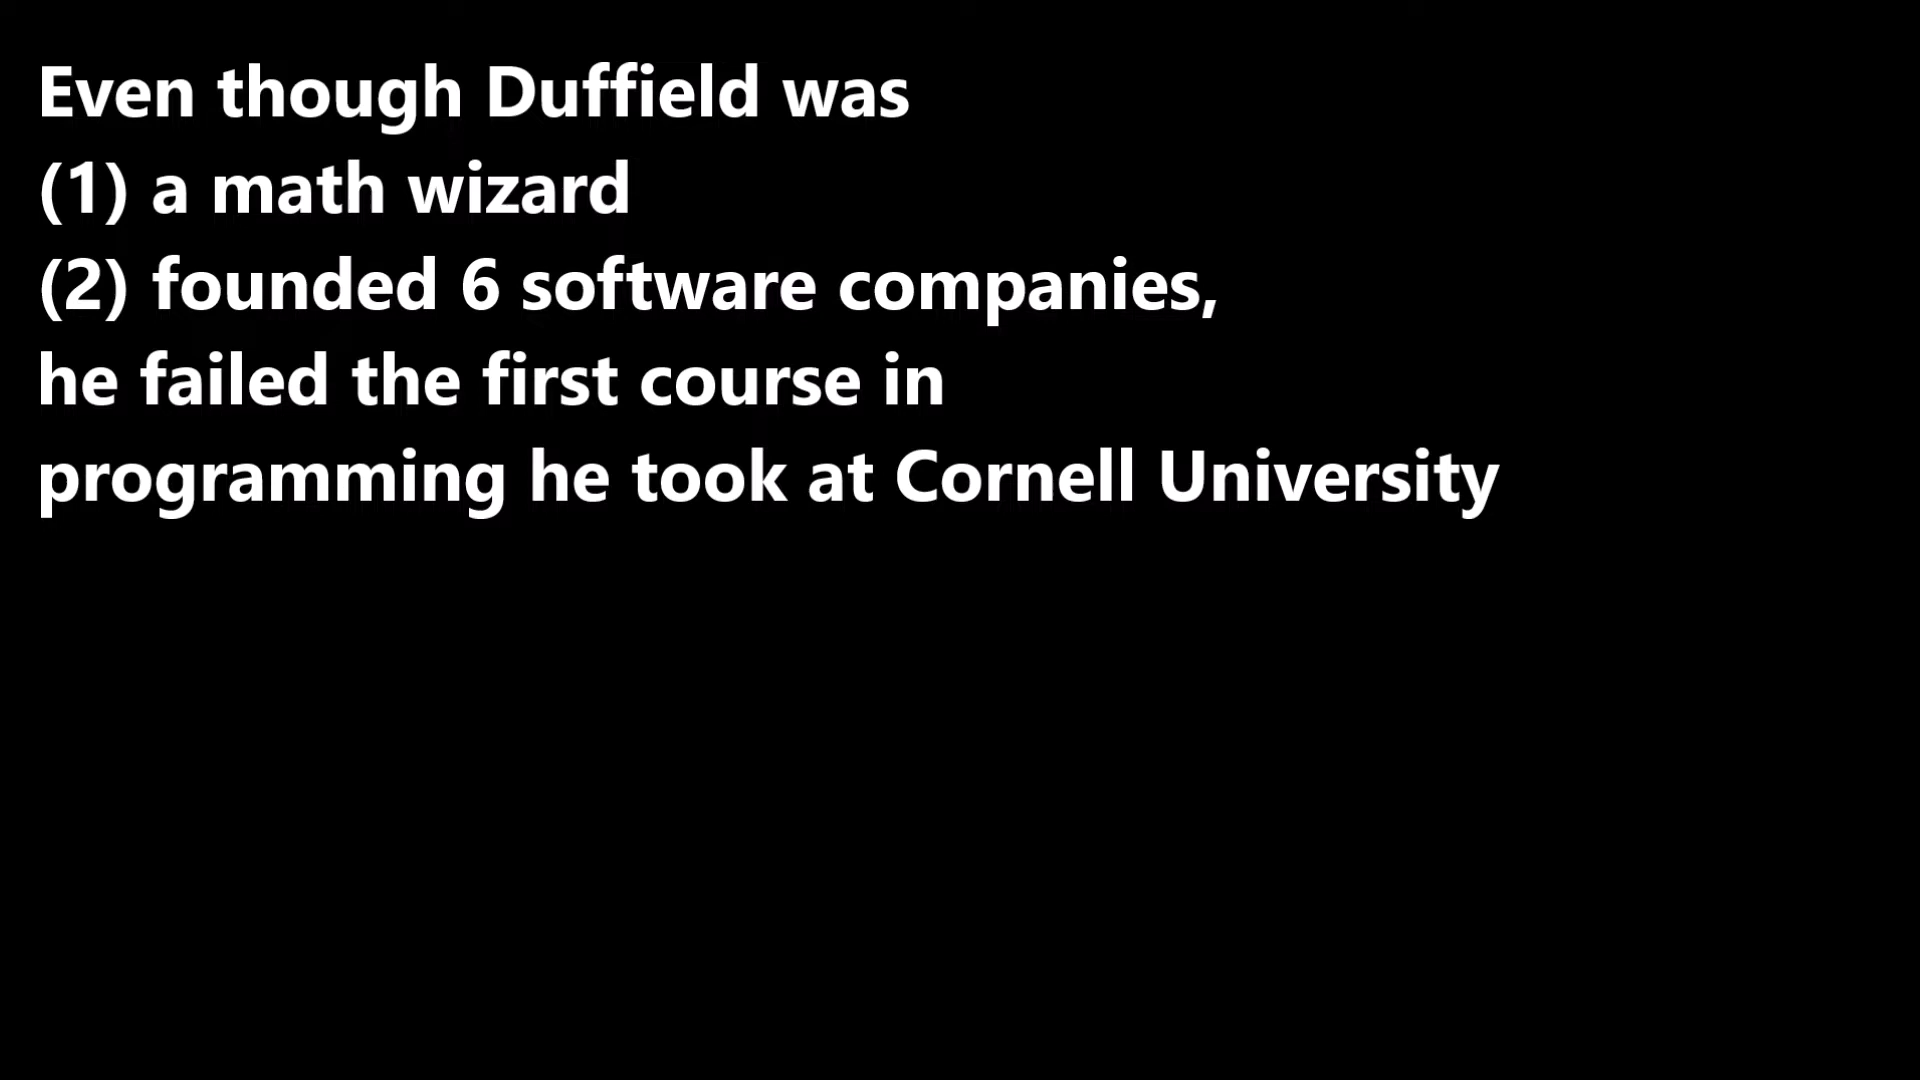 Even though Duffield was
(1) a math wizard
(2) founded 6 software companies,
he failed the first course in
programming he took at Cornell University